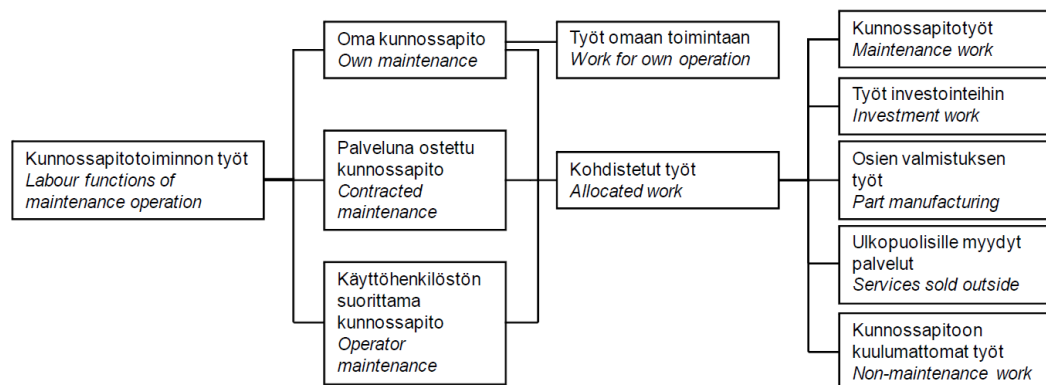 Kunnossapitotoiminnon työt
Labour functions of
maintenance operation
Oma kunnossapito
Own maintenance
Palveluna ostettu
kunnossapito
Contracted
maintenance
Käyttöhenkilöstön
suorittama
kunnossapito
Operator
maintenance
Työt omaan toimintaan
Work for own operation
Kohdistetut työt
Allocated work
Kunnossapitotyöt
Maintenance work
Työt investointeihin
Investment work
Osien valmistuksen
työt
Part manufacturing
Ulkopuolisille myydyt
palvelut
Services sold outside
Kunnossapitoon
kuulumattomat työt
Non-maintenance work